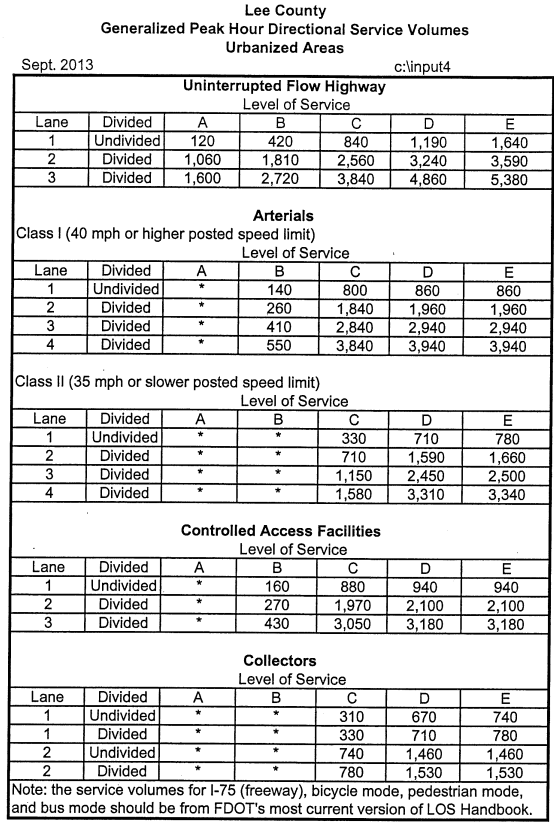 Lee County
Generalized Peak Hour Directional Service Volumes
Urbanized Areas
Sept. 2013 c:\input4
Uninterrupted Flow Highway
Level of Service
Lane Divided A B C D E
1 Undivided 120 420 840 1,190 1,640
2 Divided 1,060 1,810 2,560 3,240 3,590
3 Divided 1,600 2,720 3,840 4,860 5,380
Arterials
Class I (40 mph or higher posted speed limit)
Level of Service
Lane Divided A B C D E
1 Undivided * 140 800 860 860
2 Divided * 260 1,840 1,960 1,960
3 Divided * 410 2,840 2,940 2,940
4 Divided * 550 3,840 3,940 3,940
Class II (35 mph or slower posted speed limit)
Level of Service
Lane Divided A B C D E
1 Undivided * * 330 710 780
2 Divided * * 710 1,590 1,660
3 Divided * * 1,150 2,450 2,500
4 Divided * * 1,580 3,310 3,340
Controlled Access Facilities
Level of Service
Lane Divided A B C D E
1 Undivided * 160 880 940 940
2 Divided * 270 1,970 2,100 2,100
3 Divided * 430 3,050 3,180 3,180
Collectors
Level of Service
Lane Divided A B C D E
1 Undivided * * 310 670 740
1 Divided * * 330 710 780
2 Undivided * * 740 1,460 1,460
2 Divided * * 780 1,530 1,530
Note: the service volumes for I-75 (freeway), bicycle mode, pedestrian mode,
and bus mode should be from FDOT's most current version of LOS Handbook.